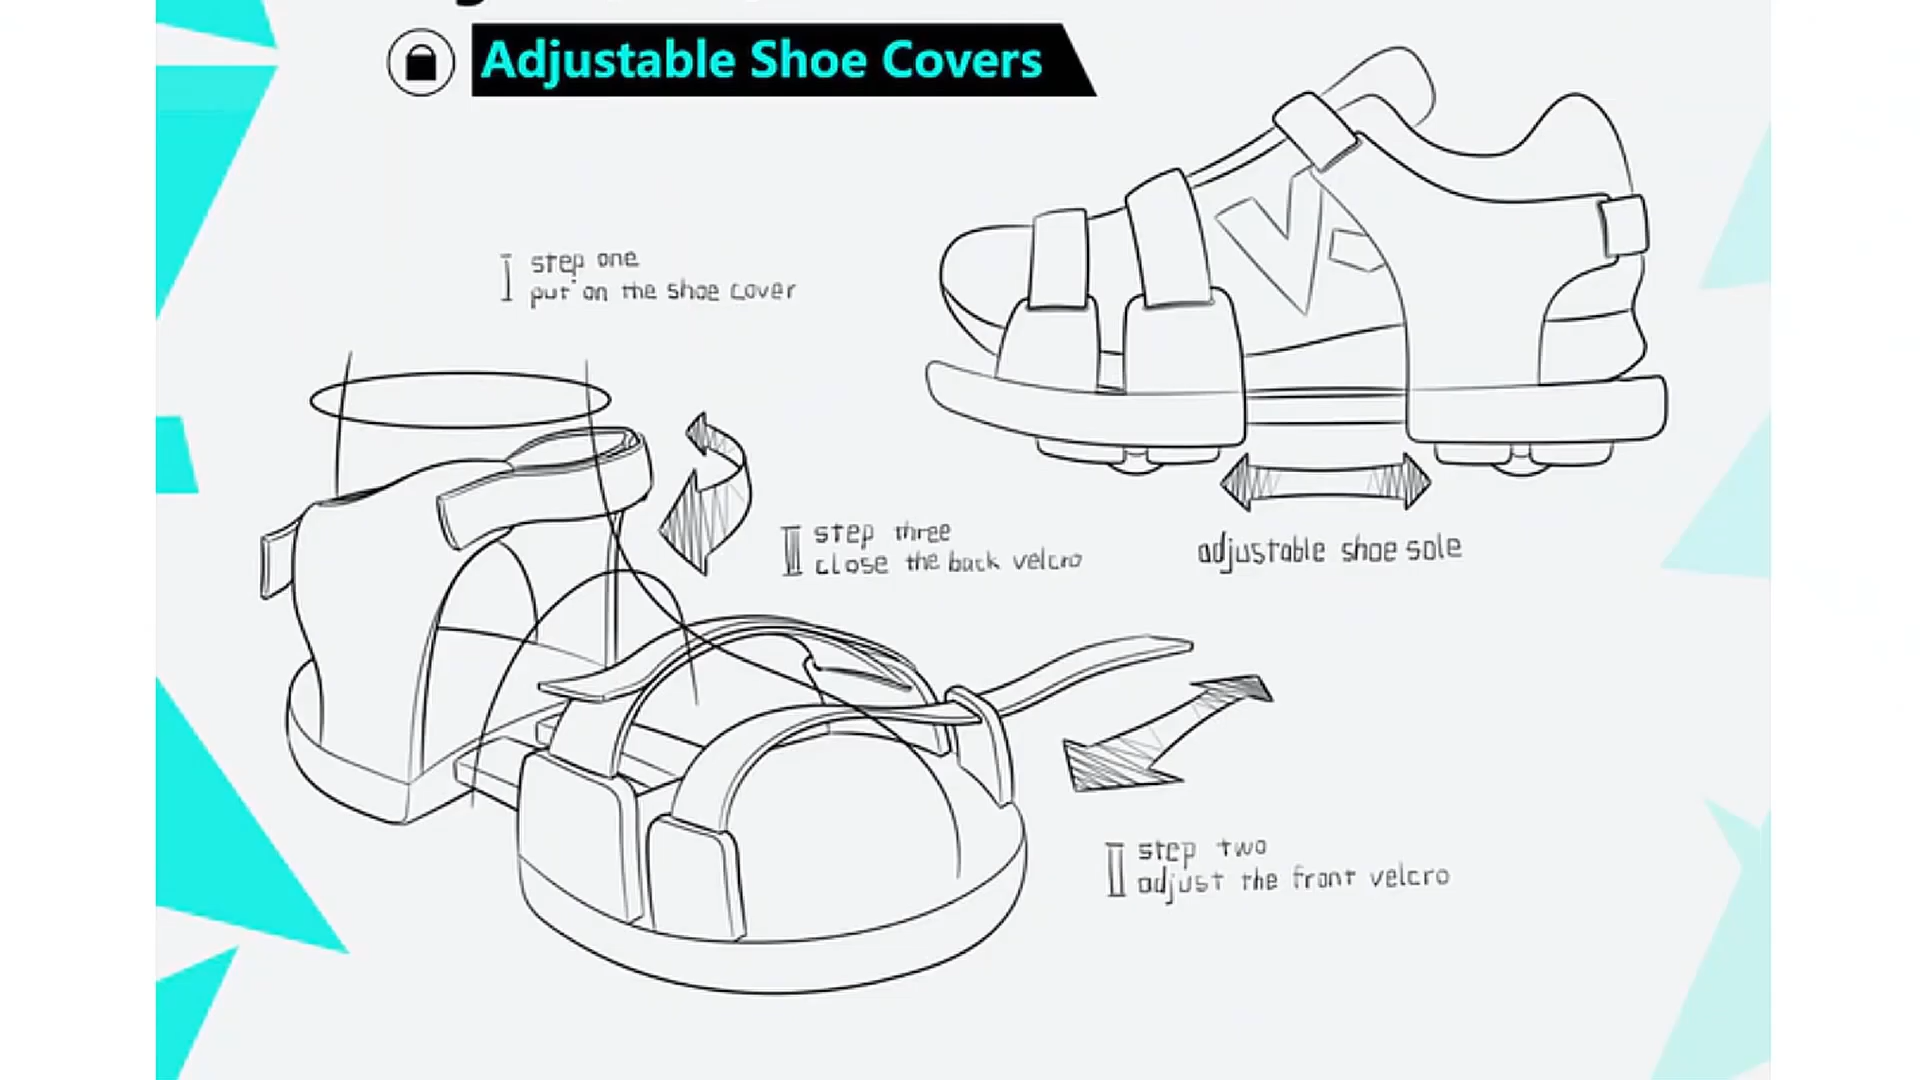 Adjustable Shoe Covers
I step one
put on the shoe cover
III step three
close the back velcro
adjustable shoe sole
II step two
adjust the front velcro